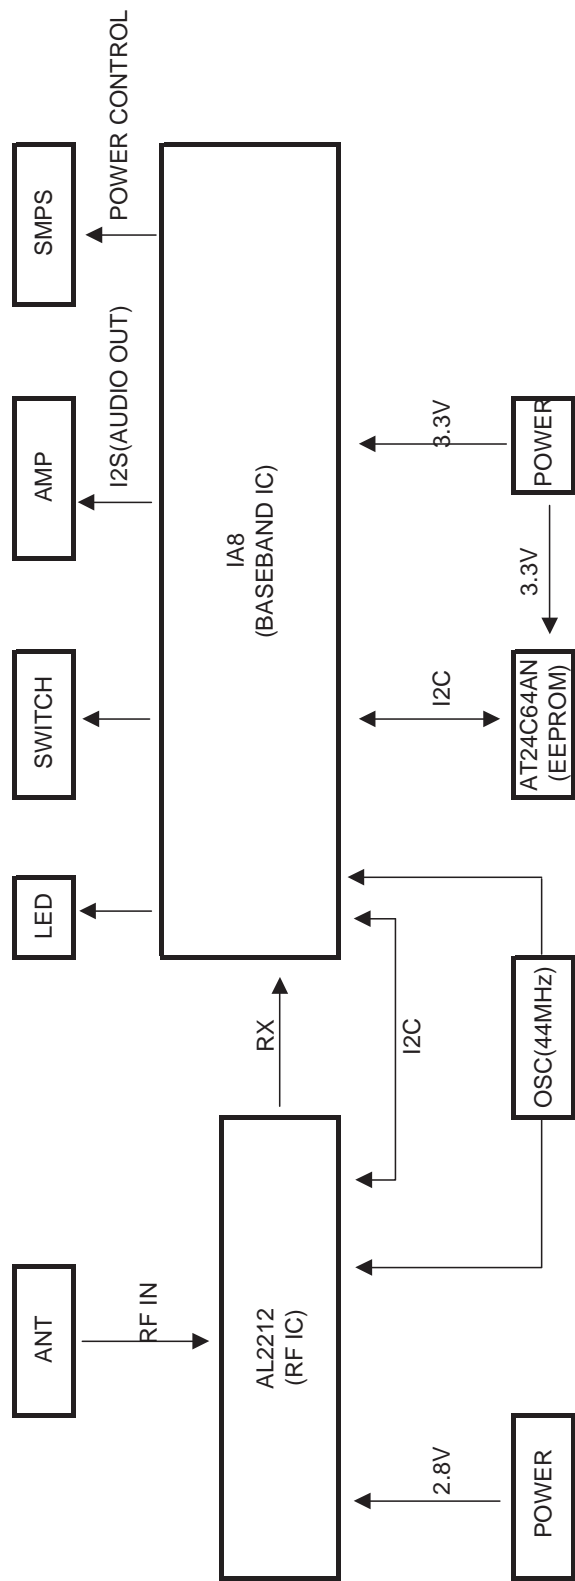 ANT
LED
SWITCH
AMP
SMPS
RF IN
I2S(AUDIO OUT)
POWER CONTROL
AL2212
(RF IC)
RX
IA8
(BASEBAND IC)
I2C
2.8V
I2C
3.3V
3.3V
POWER
OSC(44MHz)
AT24C64AN
(EEPROM)
POWER